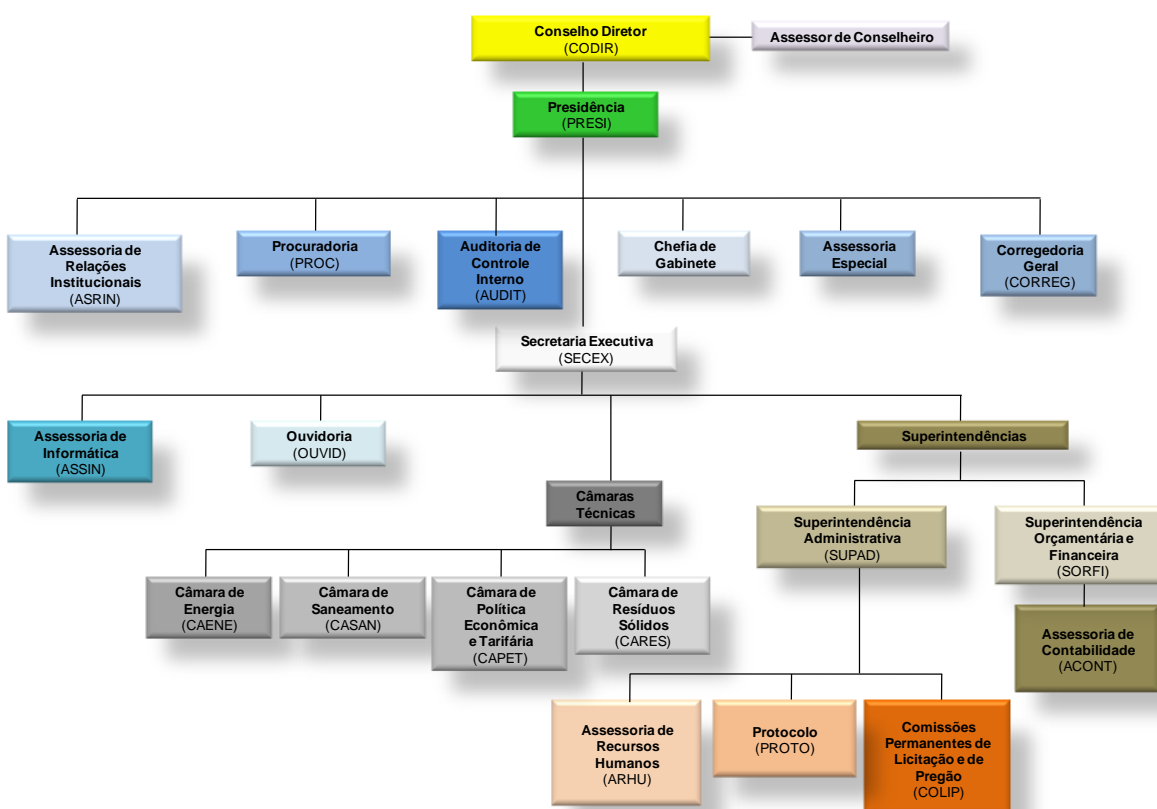 Conselho Diretor
(CODIR)
Assessor de Conselheiro
Presidência
(PRESI)
Assessoria de
Relações
Institucionais
(ASRIN)
Procuradoria
(PROC)
Auditoria de
Controle
Interno
(AUDIT)
Chefia de
Gabinete
Assessoria
Especial
Corregedoria
Geral
(CORREG)
Secretaria Executiva
(SECEX)
Assessoria de
Informática
(ASSIN)
Ouvidoria
(OUVID)
Superintendências
Câmaras
Técnicas
Superintendência
Administrativa
(SUPAD)
Superintendência
Orçamentária e
Financeira
(SORFI)
Câmara de
Energia
(CAENE)
Câmara de
Saneamento
(CASAN)
Câmara de
Política
Econômica
e Tarifária
(CAPET)
Câmara de
Resíduos
Sólidos
(CARES)
Assessoria de
Contabilidade
(ACONT)
Assessoria de
Recursos
Humanos
(ARHU)
Protocolo
(PROTO)
Comissões
Permanentes de
Licitação e de
Pregão
(COLIP)